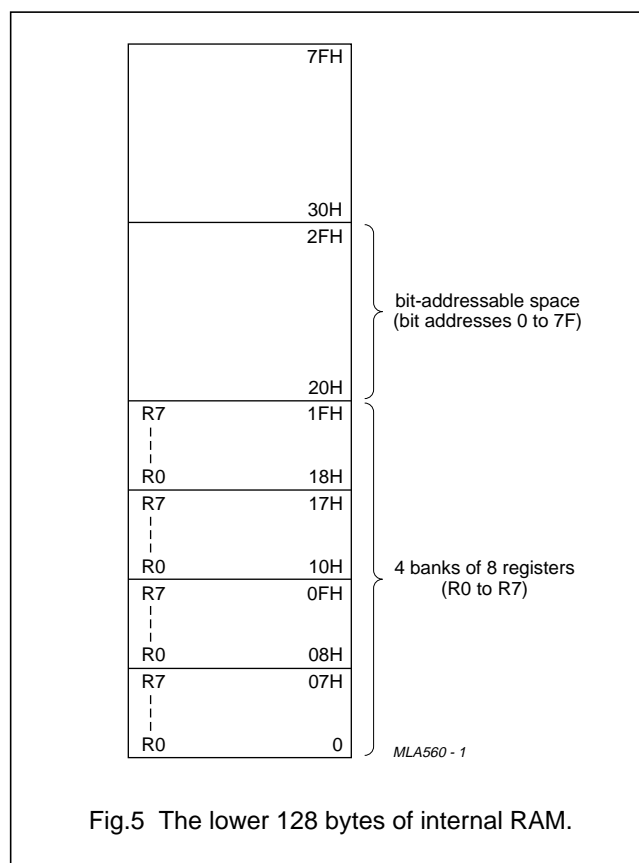 7FH
30H
2FH
bit-addressable space
(bit addresses 0 to 7F)
20H
R7 1FH
R0 18H
R7 17H
R0 10H
4 banks of 8 registers
(R0 to R7)
R7 0FH
R0 08H
R7 07H
R0 0
MLA560 - 1
Fig.5 The lower 128 bytes of internal RAM.